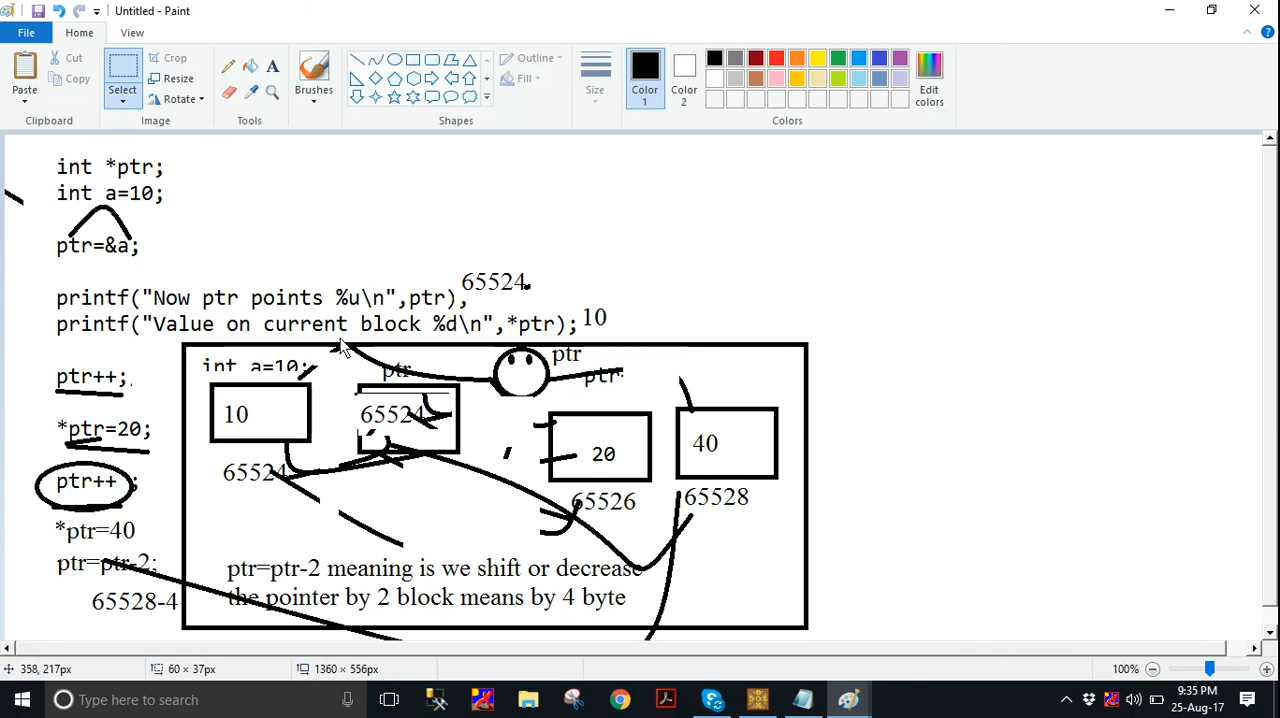 Untitled - Paint
File Home View
Paste
Cut
Copy
Clipboard
Select
Crop
Resize
Rotate
Image
Tools
Brushes
Shapes
Outline
Fill
Size
Color 1
Color 2
Edit colors
Colors
int *ptr;
int a=10;
ptr=&a;
65524
printf("Now ptr points %u\n",ptr),
printf("Value on current block %d\n",*ptr); 10
ptr++;
*ptr=20;
ptr++ ;
*ptr=40
ptr=ptr-2;
65528-4
int a=10;
ptr
ptr
ptr
10
65524
20
40
65524
65526
65528
ptr=ptr-2 meaning is we shift or decrease
the pointer by 2 block means by 4 byte
358, 217px
60 × 37px
1360 × 556px
100%
Type here to search
9:35 PM
25-Aug-17